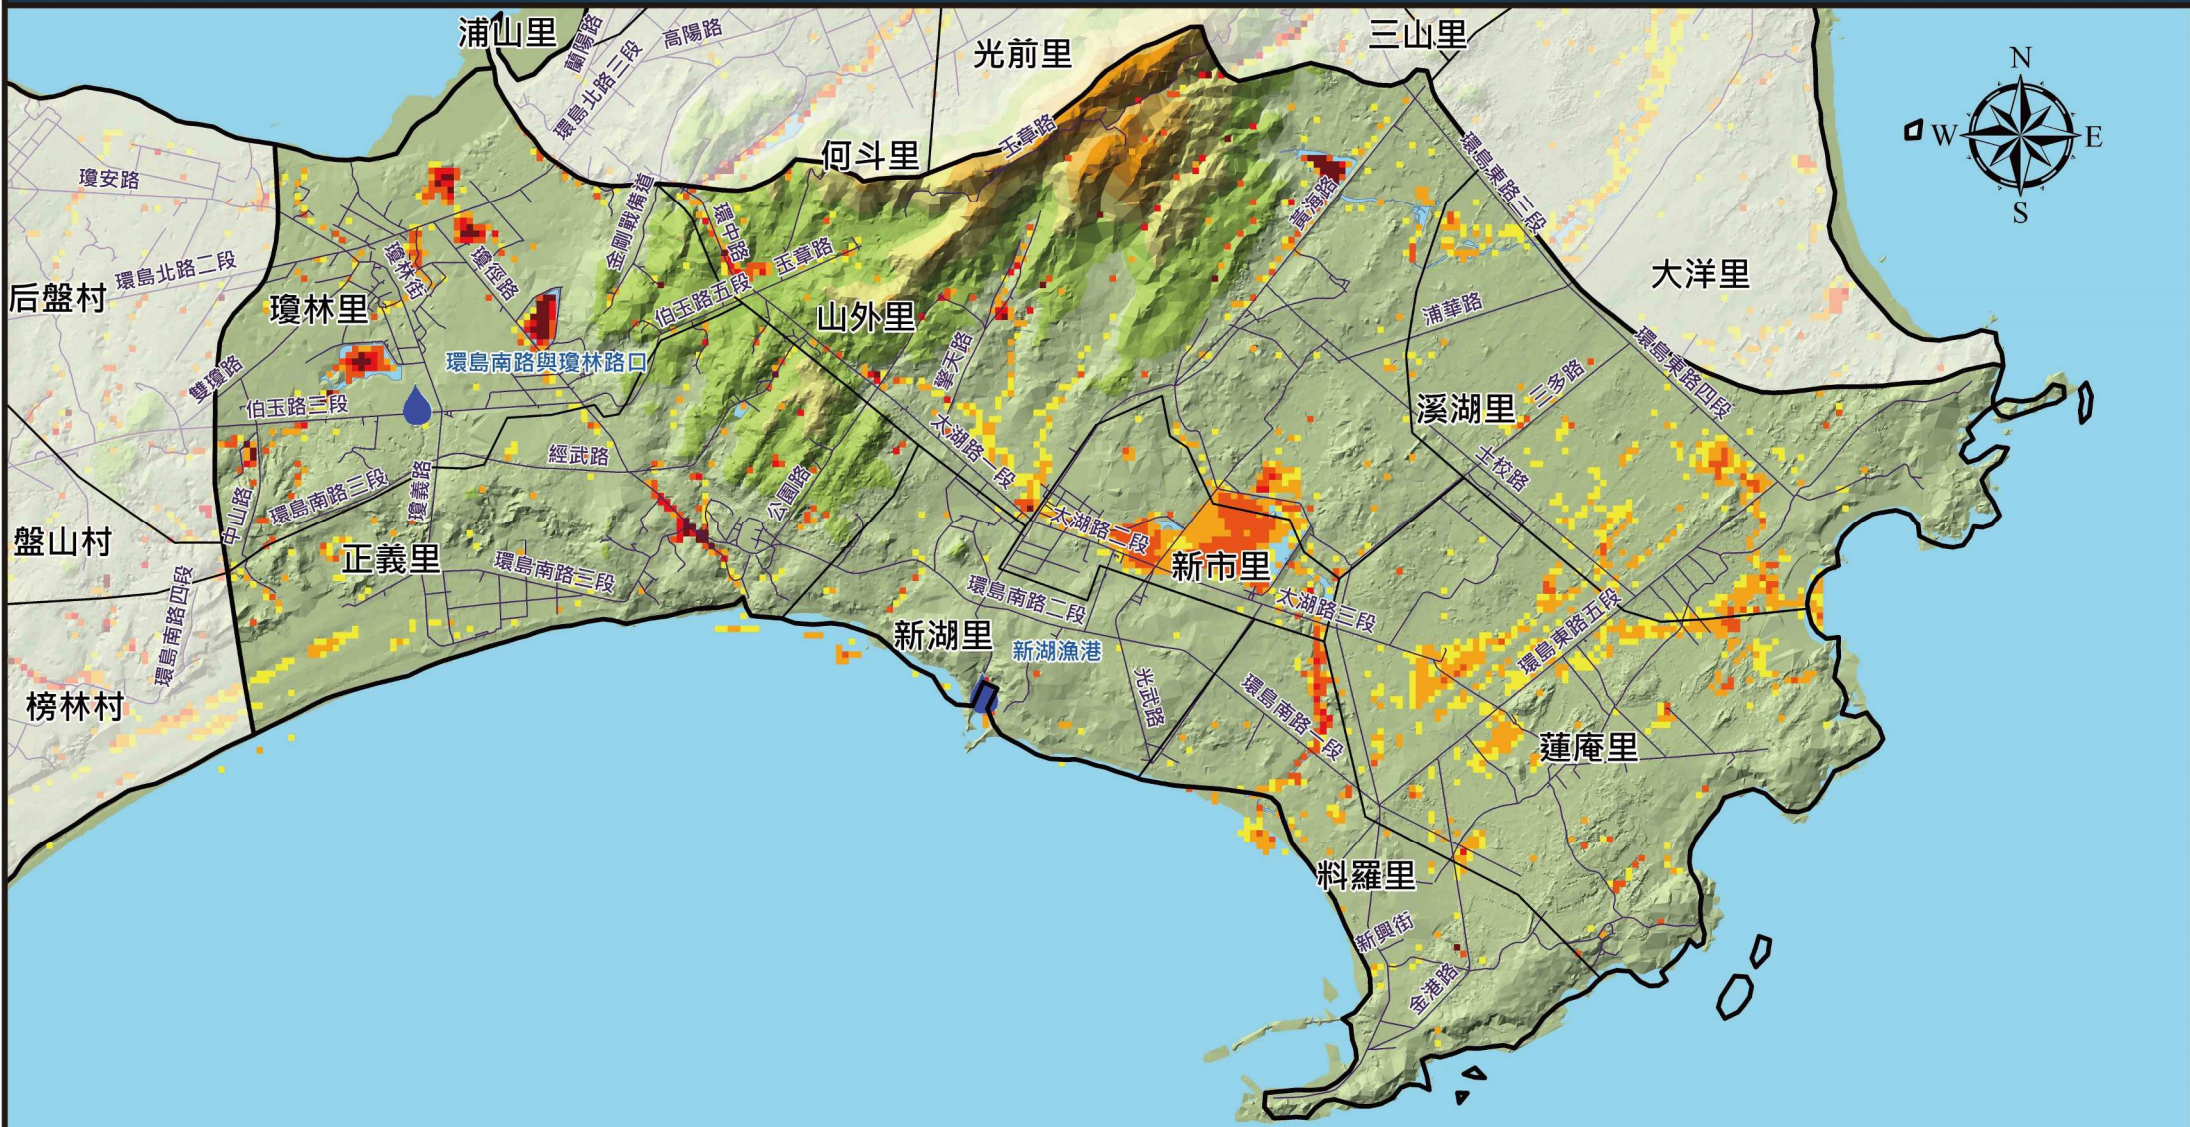 浦山里
蘭陽路
高陽路
環島北路三段
光前里
三山里
N
W
E
S
瓊安路
何斗里
玉章路
環島東路三段
金剛戰備道
環中路
黃海路
環島北路二段
瓊林街
瓊徑路
玉章路
大洋里
后盤村
瓊林里
伯玉路五段
山外里
浦華路
環島南路與瓊林路口
擎天路
環島東路四段
雙瓊路
伯玉路三段
溪湖里
三多路
太湖路一段
經武路
士校路
瓊義路
環島南路三段
公園路
中山路
太湖路二段
盤山村
正義里
環島南路三段
新市里
環島南路二段
太湖路三段
環島南路四段
新湖里
新湖漁港
環島東路五段
光武路
環島南路一段
榜林村
蓮庵里
料羅里
新興街
金港路